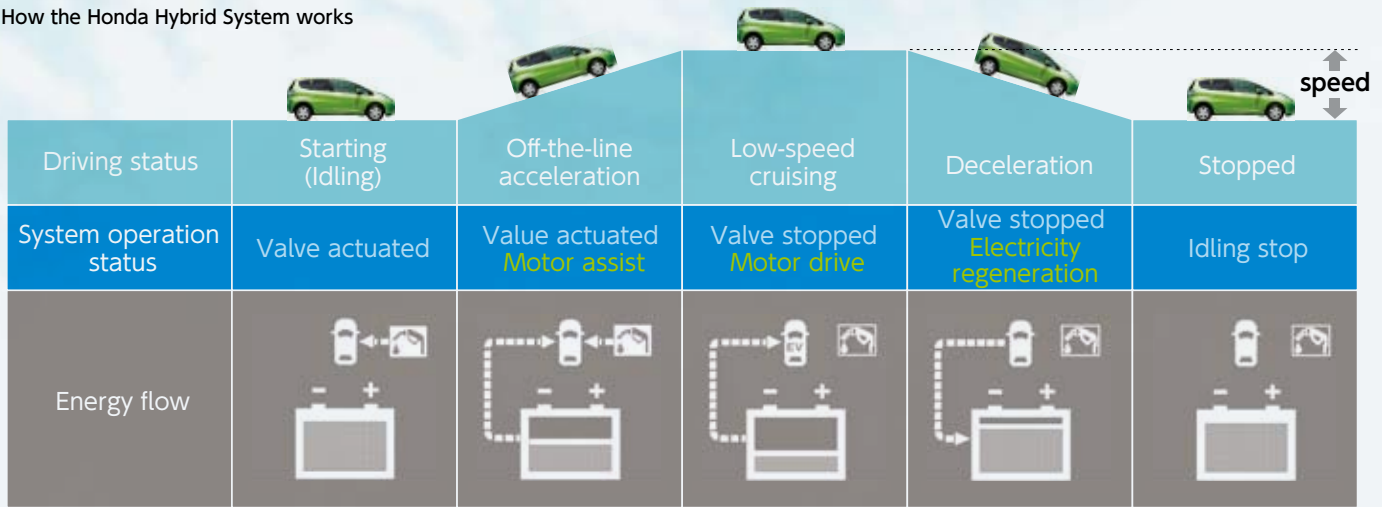 How the Honda Hybrid System works
speed
Driving status
Starting
(Idling)
Off-the-line
acceleration
Low-speed
cruising
Deceleration
Stopped
System operation
status
Valve actuated
Value actuated
Motor assist
Valve stopped
Motor drive
Valve stopped
Electricity
regeneration
Idling stop
Energy flow
- +
- +
EV
- +
- +
- +